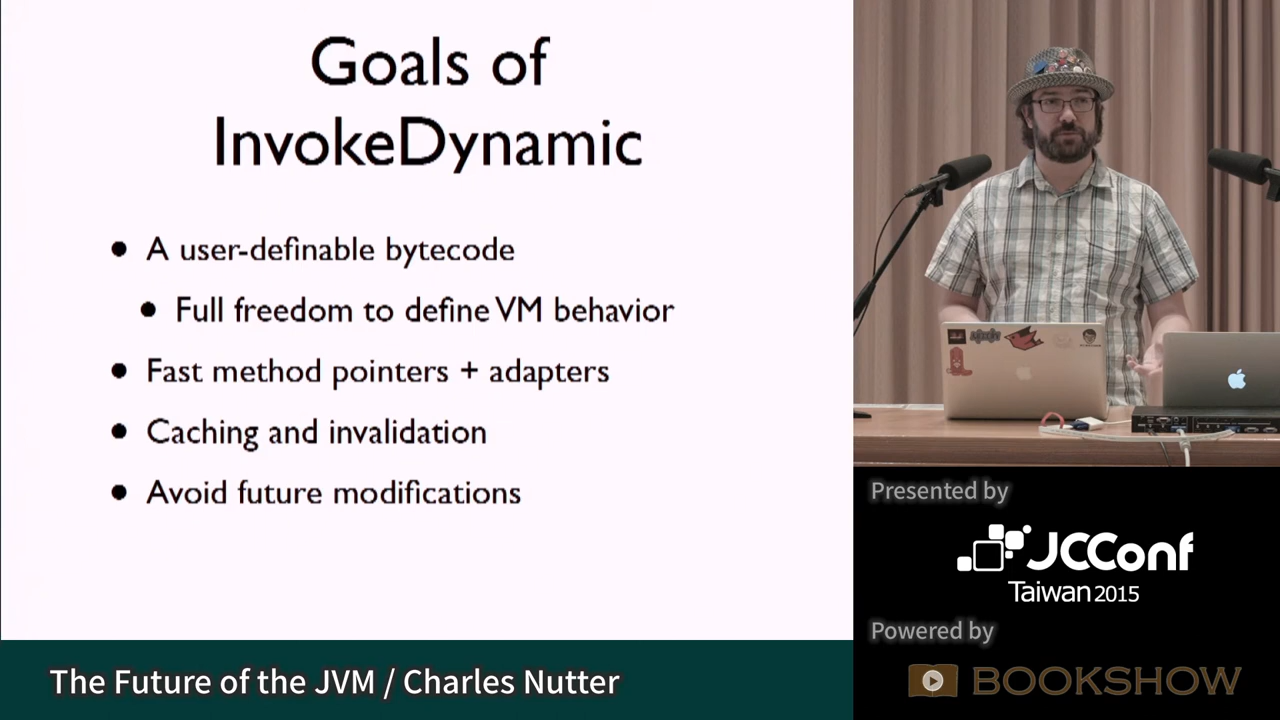 Goals of
InvokeDynamic
A user-definable bytecode
Full freedom to define VM behavior
Fast method pointers + adapters
Caching and invalidation
Avoid future modifications
Presented by
JCConf
Taiwan 2015
Powered by
BOOKSHOW
The Future of the JVM / Charles Nutter